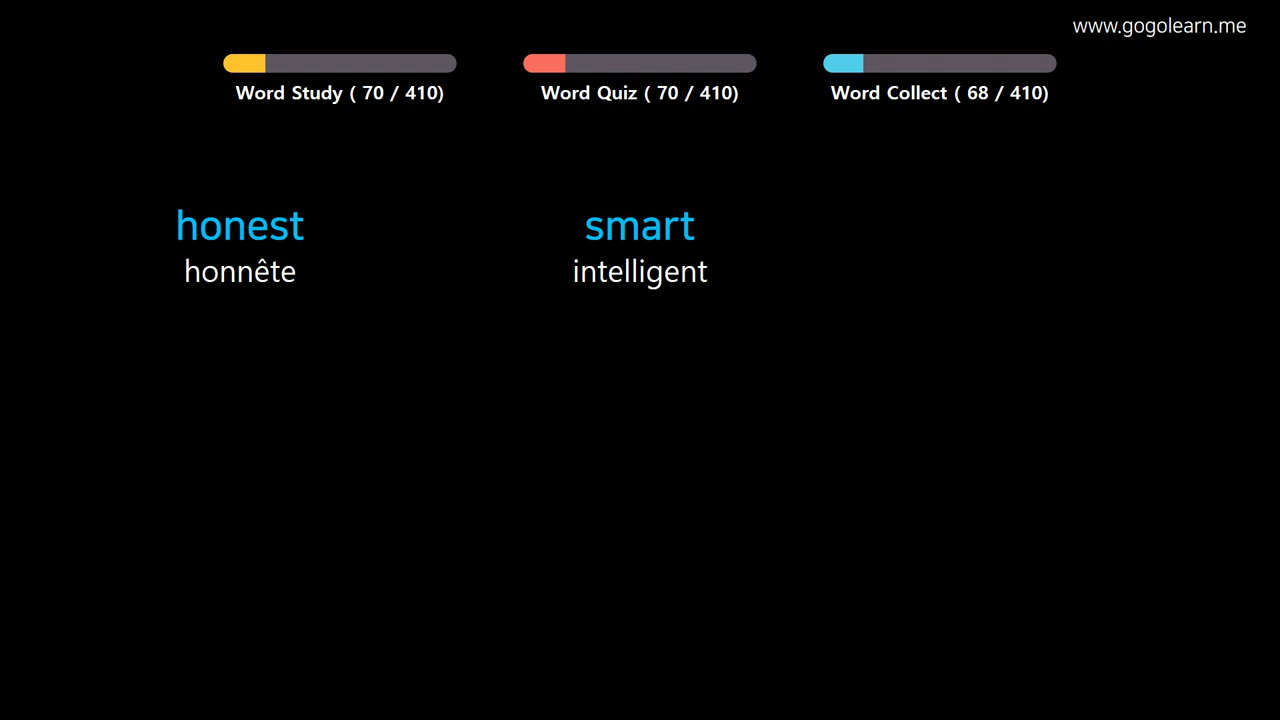 www.gogolearn.me
Word Study ( 70 / 410)
Word Quiz ( 70 / 410)
Word Collect ( 68 / 410)
honest
honnête
smart
intelligent